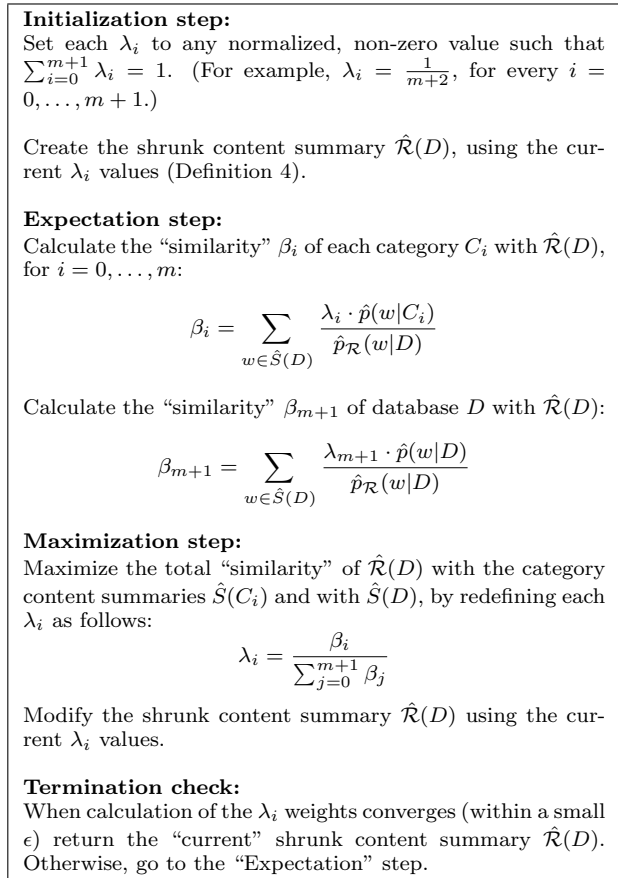 Initialization step:
Set each λ_i to any normalized, non-zero value such that
∑_{i=0}^{m+1} λ_i = 1. (For example, λ_i = 1/(m+2), for every i =
0, . . . , m + 1.)
Create the shrunk content summary R̂(D), using the cur-
rent λ_i values (Definition 4).
Expectation step:
Calculate the “similarity” β_i of each category C_i with R̂(D),
for i = 0, . . . , m:
β_i = ∑_{w∈Ŝ(D)} (λ_i · p̂(w|C_i)) / (p̂_R(w|D))
Calculate the “similarity” β_{m+1} of database D with R̂(D):
β_{m+1} = ∑_{w∈Ŝ(D)} (λ_{m+1} · p̂(w|D)) / (p̂_R(w|D))
Maximization step:
Maximize the total “similarity” of R̂(D) with the category
content summaries Ŝ(C_i) and with Ŝ(D), by redefining each
λ_i as follows:
λ_i = β_i / (∑_{j=0}^{m+1} β_j)
Modify the shrunk content summary R̂(D) using the cur-
rent λ_i values.
Termination check:
When calculation of the λ_i weights converges (within a small
ϵ) return the “current” shrunk content summary R̂(D).
Otherwise, go to the “Expectation” step.